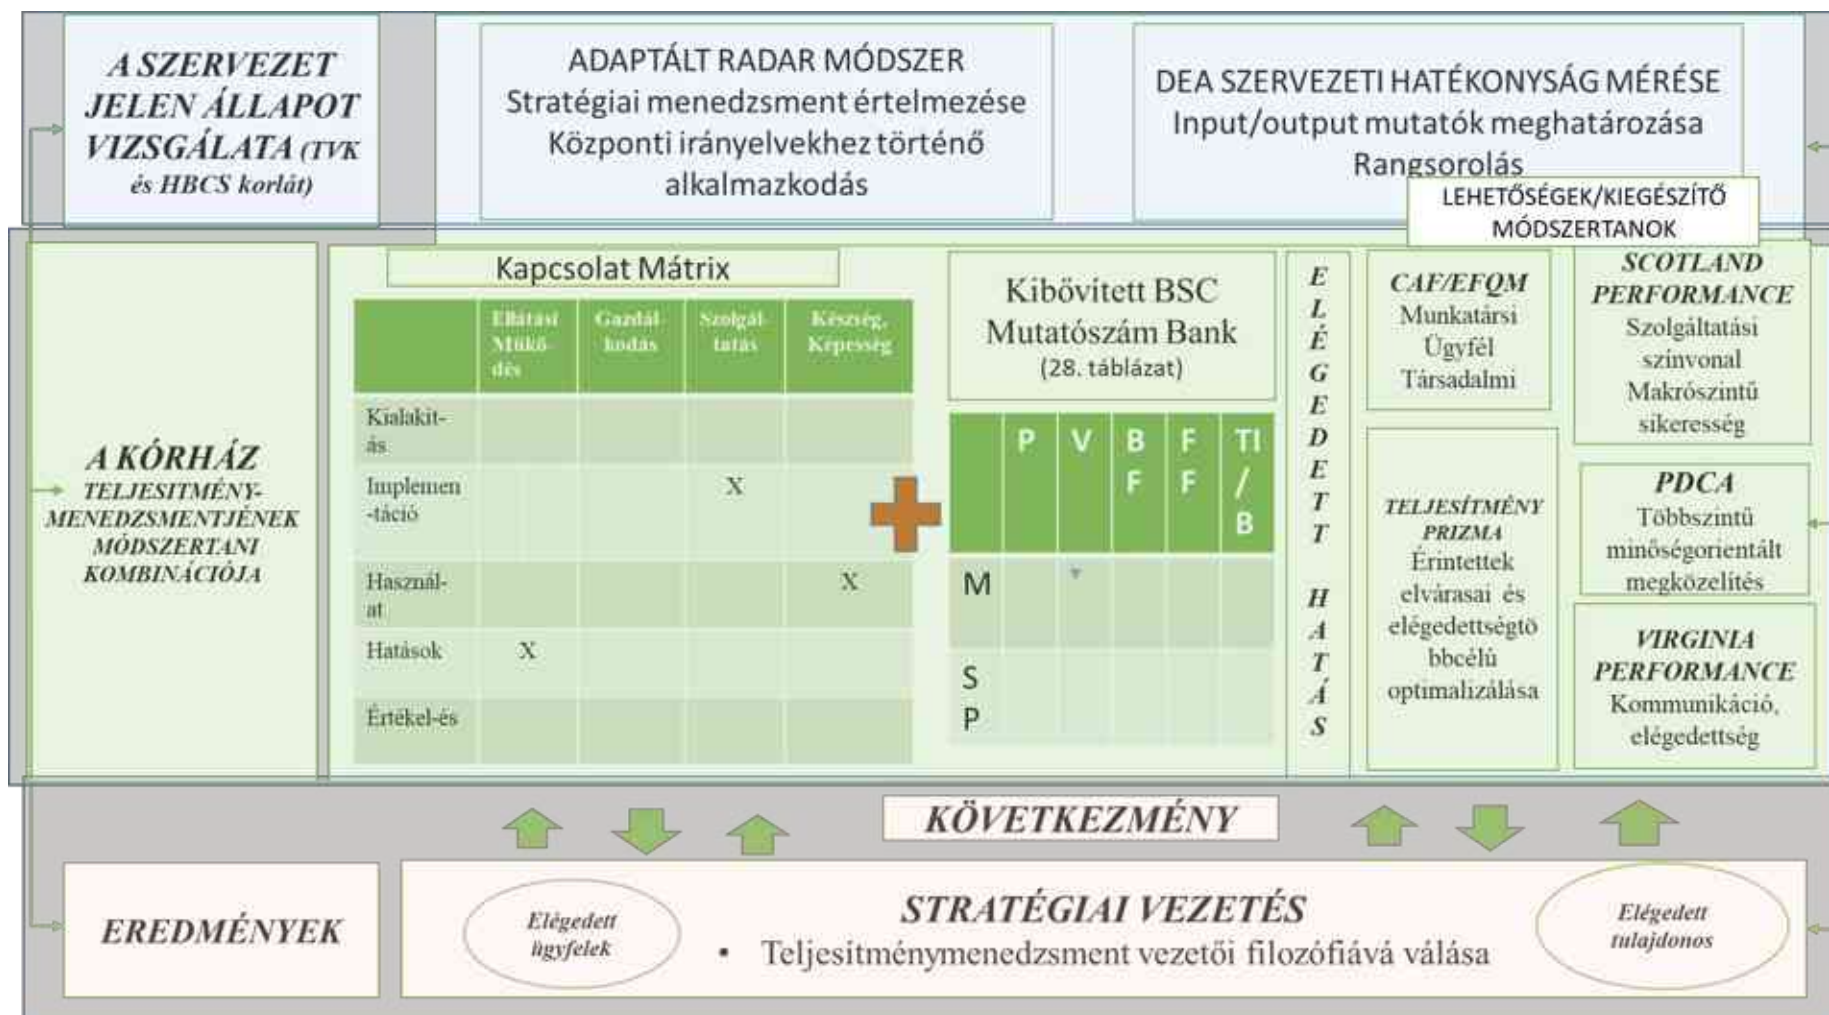 A SZERVEZET
JELEN ÁLLAPOT
VIZSGÁLATA (TVK
és HBCS korlát)
ADAPTÁLT RADAR MÓDSZER
Stratégiai menedzsment értelmezése
Központi irányelvekhez történő
alkalmazkodás
DEA SZERVEZETI HATÉKONYSÁG MÉRÉSE
Input/output mutatók meghatározása
Rangsorolás
LEHETŐSÉGEK/KIEGÉSZÍTŐ
MÓDSZERTANOK
A KÓRHÁZ
TELJESITMÉNY-
MENEDZSMENTJÉNEK
MÓDSZERTANI
KOMBINÁCIÓJA
Kapcsolat Mátrix
Ellátási
Műkö-
dés
Gazdál-
kodás
Szolgál-
tatás
Készség,
Képesség
Kialakít-
ás
Implemen
-táció
X
Használ-
at
X
Hatások
X
Értékel-és
Kibővített BSC
Mutatószám Bank
(28. táblázat)
P
V
B
F
F
F
TI
/
B
M
S
P
E
L
É
G
E
D
E
T
T
H
A
T
Á
S
CAF/EFQM
Munkatársi
Ügyfél
Társadalmi
TELJESÍTMÉNY
PRIZMA
Érintettek
elvárasai és
elégedettségtö
bbcélú
optimalizálása
SCOTLAND
PERFORMANCE
Szolgáltatási
színvonal
Makrószintű
sikeresség
PDCA
Többszintű
minőségorientált
megközelítés
VIRGINIA
PERFORMANCE
Kommunikáció,
elégedettség
KÖVETKEZMÉNY
EREDMÉNYEK
Elégedett
ügyfelek
STRATÉGIAI VEZETÉS
• Teljesítménymenedzsment vezetői filozófiává válása
Elégedett
tulajdonos